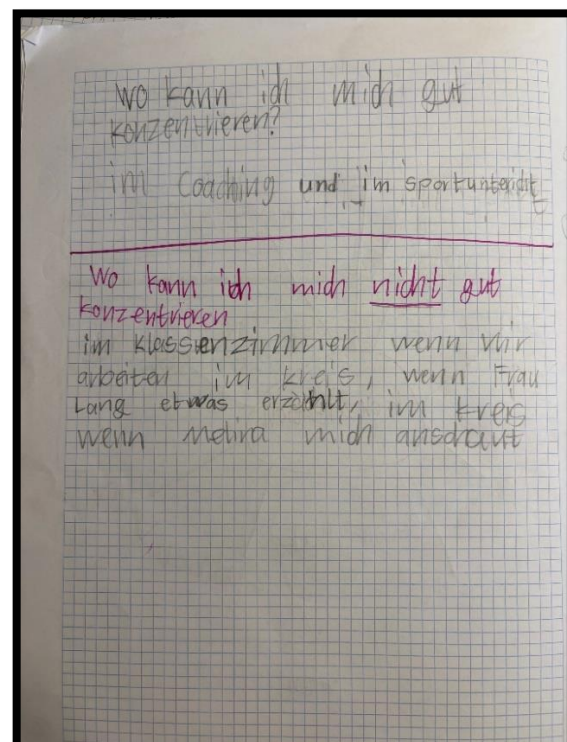 Wo kann ich mich gut
konzentrieren?
im Coaching und im sportunterricht
Wo kann ich mich nicht gut
konzentrieren
im Klassenzimmer wenn wir
arbeiten im kreis, wenn Frau
Lang etwas erzählt, im kreis
wenn Melira mich anschaut